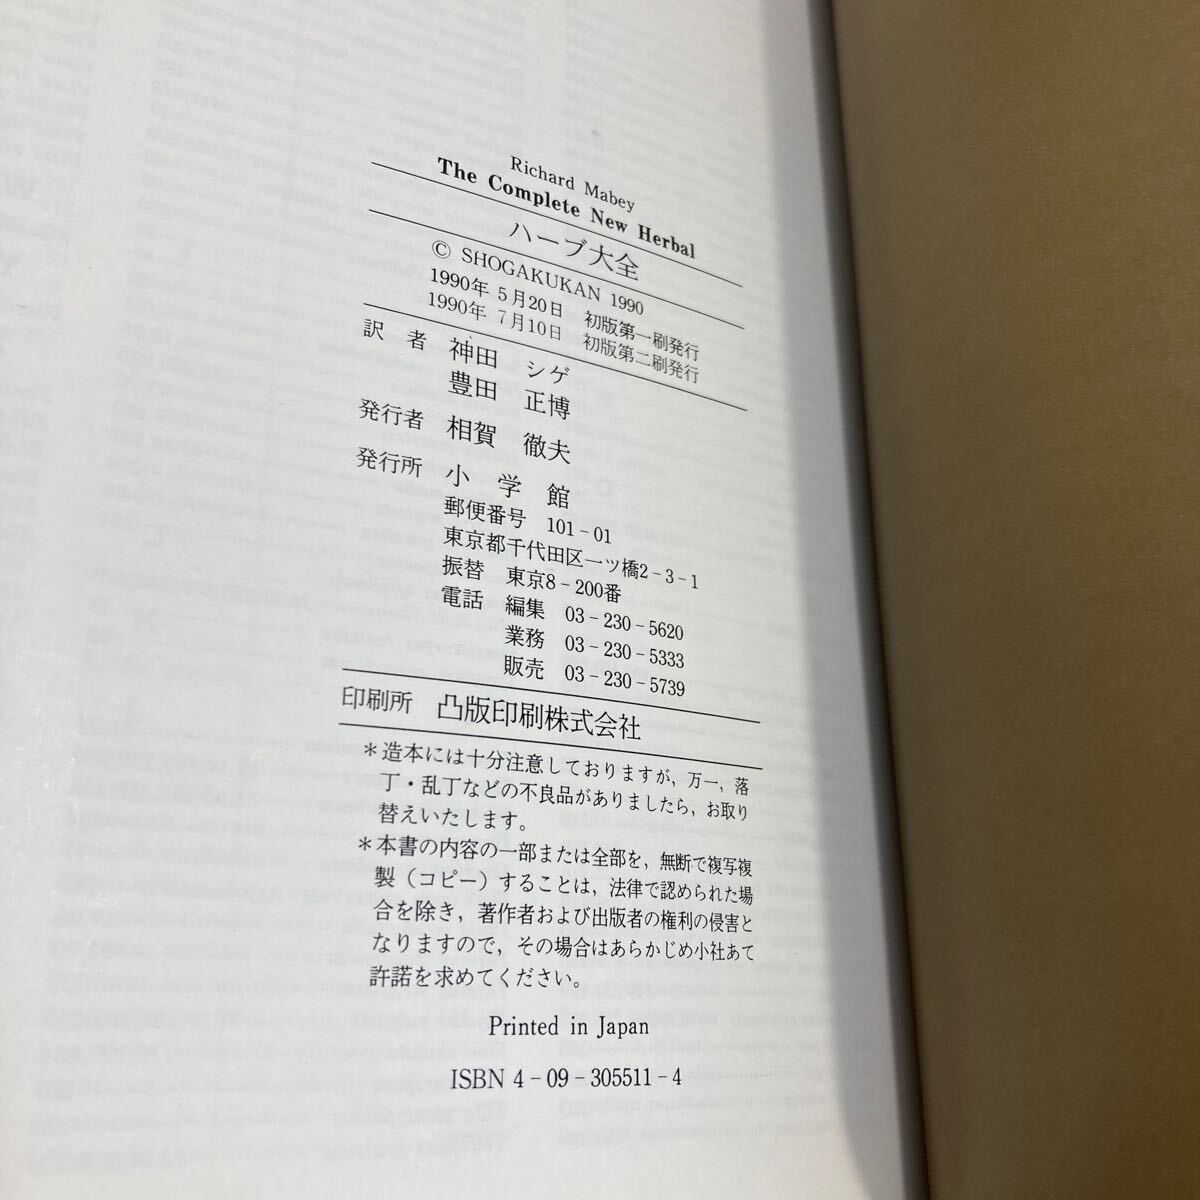 Richard Mabey
The Complete New Herbal
ハーブ大全
© SHOGAKUKAN 1990
1990年 5月20日 初版第一刷発行
1990年 7月10日 初版第二刷発行
訳 者 神田 シゲ
豊田 正博
発行者 相賀 徹夫
発行所 小 学 館
郵便番号 101-01
東京都千代田区一ツ橋2-3-1
振替 東京8-200番
電話 編集 03-230-5620
業務 03-230-5333
販売 03-230-5739
印刷所 凸版印刷株式会社
*造本には十分注意しておりますが,万一,落
丁・乱丁などの不良品がありましたら,お取り
替えいたします。
*本書の内容の一部または全部を,無断で複写複
製(コピー)することは,法律で認められた場
合を除き,著作者および出版者の権利の侵害と
なりますので,その場合はあらかじめ小社あて
許諾を求めてください。
Printed in Japan
ISBN 4-09-305511-4